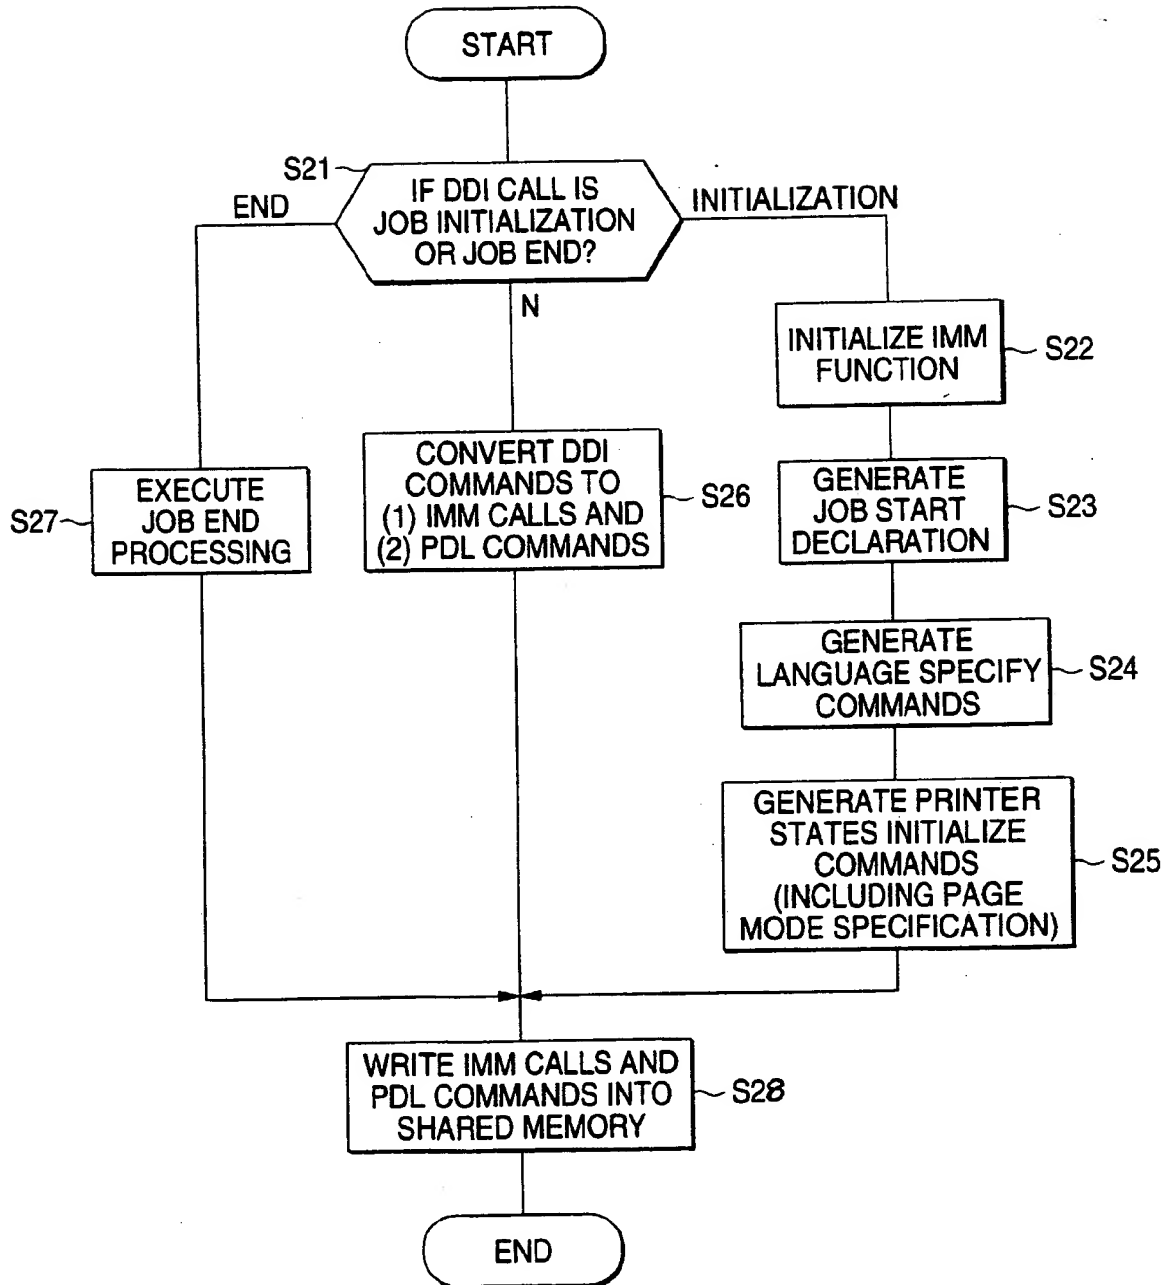 START
S21
IF DDI CALL IS
JOB INITIALIZATION
OR JOB END?
END
INITIALIZATION
N
INITIALIZE IMM
FUNCTION
S22
CONVERT DDI
COMMANDS TO
(1) IMM CALLS AND
(2) PDL COMMANDS
S26
EXECUTE
JOB END
PROCESSING
S27
GENERATE
JOB START
DECLARATION
S23
GENERATE
LANGUAGE SPECIFY
COMMANDS
S24
GENERATE PRINTER
STATES INITIALIZE
COMMANDS
(INCLUDING PAGE
MODE SPECIFICATION)
S25
WRITE IMM CALLS AND
PDL COMMANDS INTO
SHARED MEMORY
S28
END